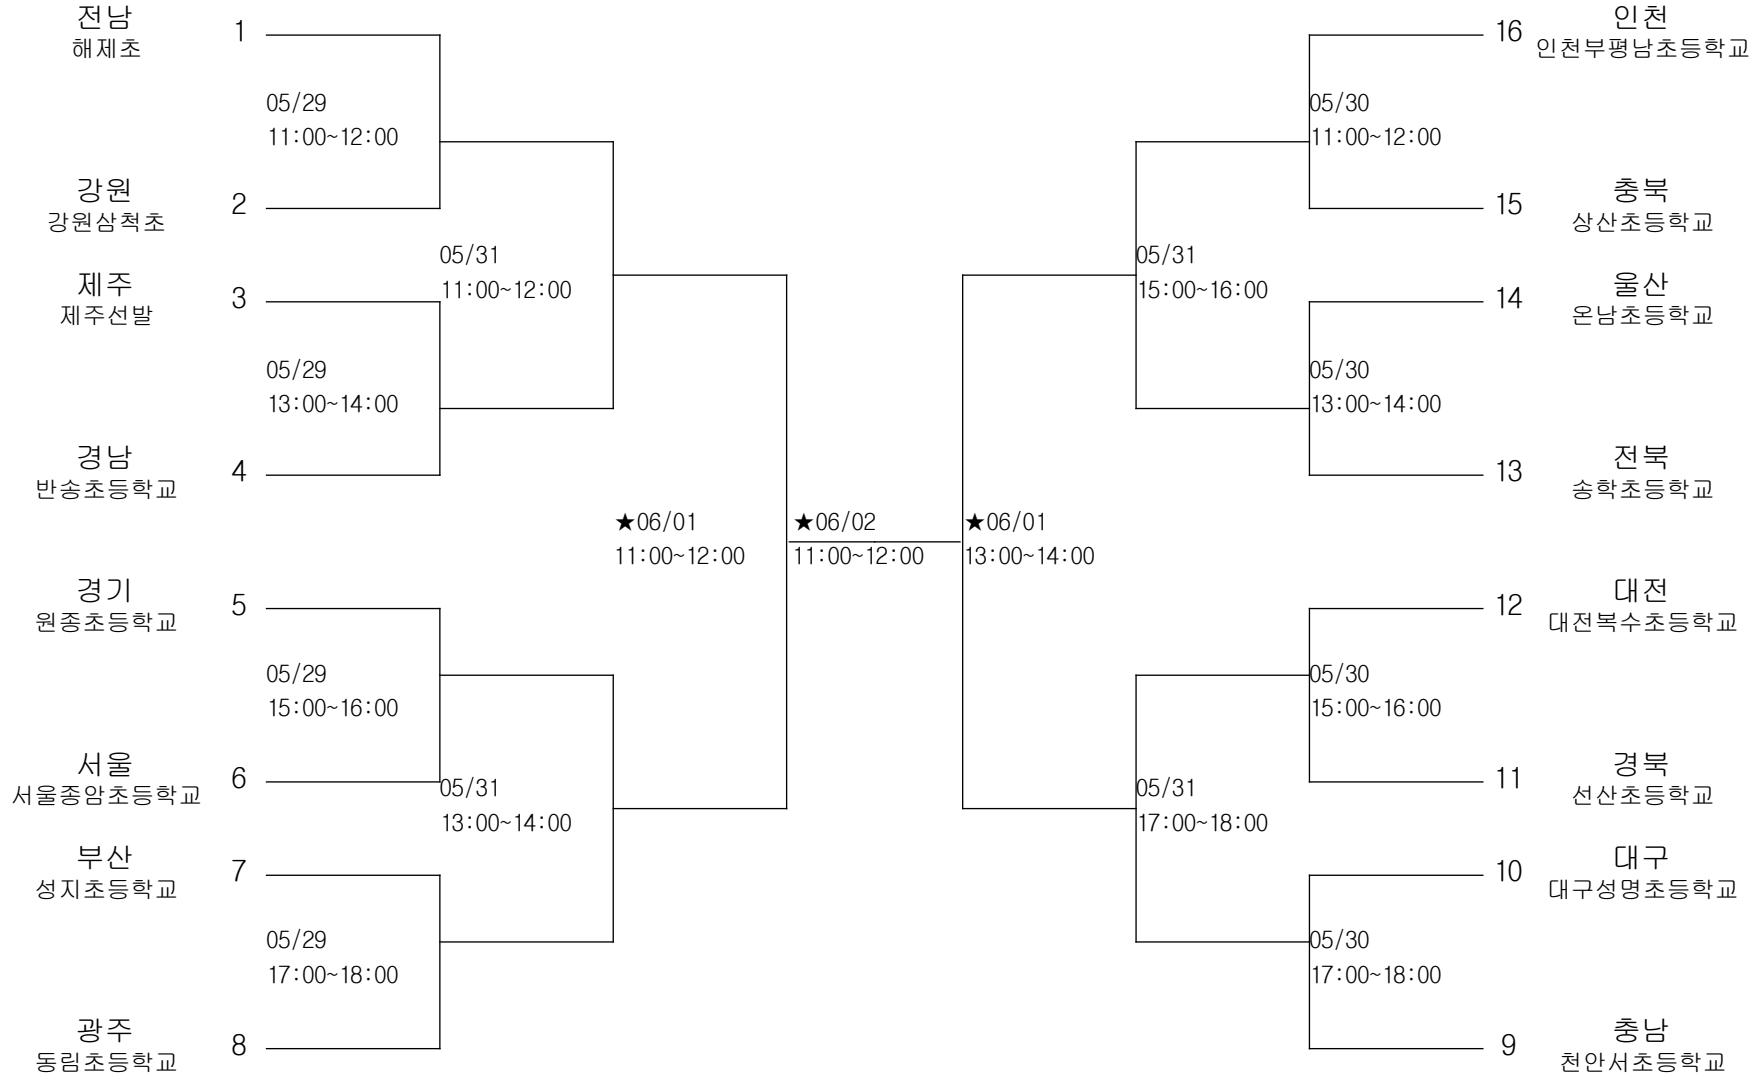 전남
해제초
1
05/29
11:00~12:00
강원
강원삼척초
2
05/31
11:00~12:00
제주
제주선발
3
05/29
13:00~14:00
경남
반송초등학교
4
★06/01
11:00~12:00
경기
원종초등학교
5
05/29
15:00~16:00
서울
서울종암초등학교
6
05/31
13:00~14:00
부산
성지초등학교
7
05/29
17:00~18:00
광주
동림초등학교
8
★06/02
11:00~12:00
16
인천
인천부평남초등학교
05/30
11:00~12:00
15
충북
상산초등학교
05/31
15:00~16:00
14
울산
온남초등학교
05/30
13:00~14:00
13
전북
송학초등학교
★06/01
13:00~14:00
12
대전
대전복수초등학교
05/30
15:00~16:00
11
경북
선산초등학교
05/31
17:00~18:00
10
대구
대구성명초등학교
05/30
17:00~18:00
9
충남
천안서초등학교